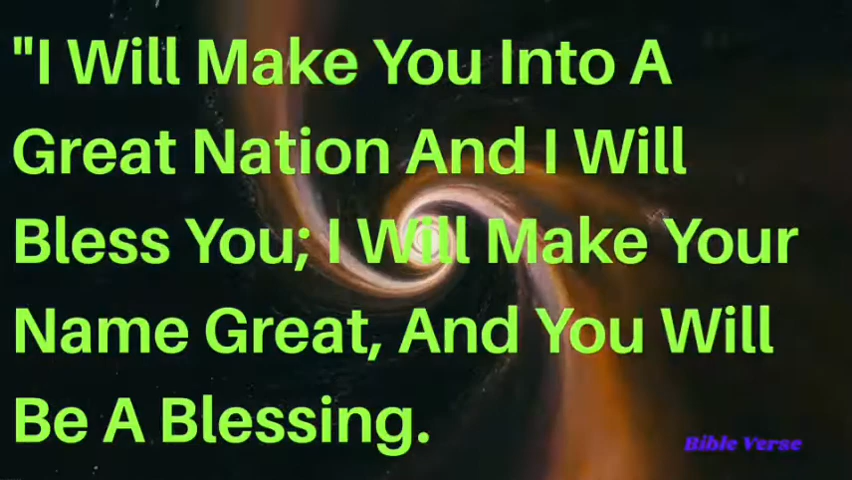 "I Will Make You Into A
Great Nation And I Will
Bless You; I Will Make Your
Name Great, And You Will
Be A Blessing.
Bible Verse